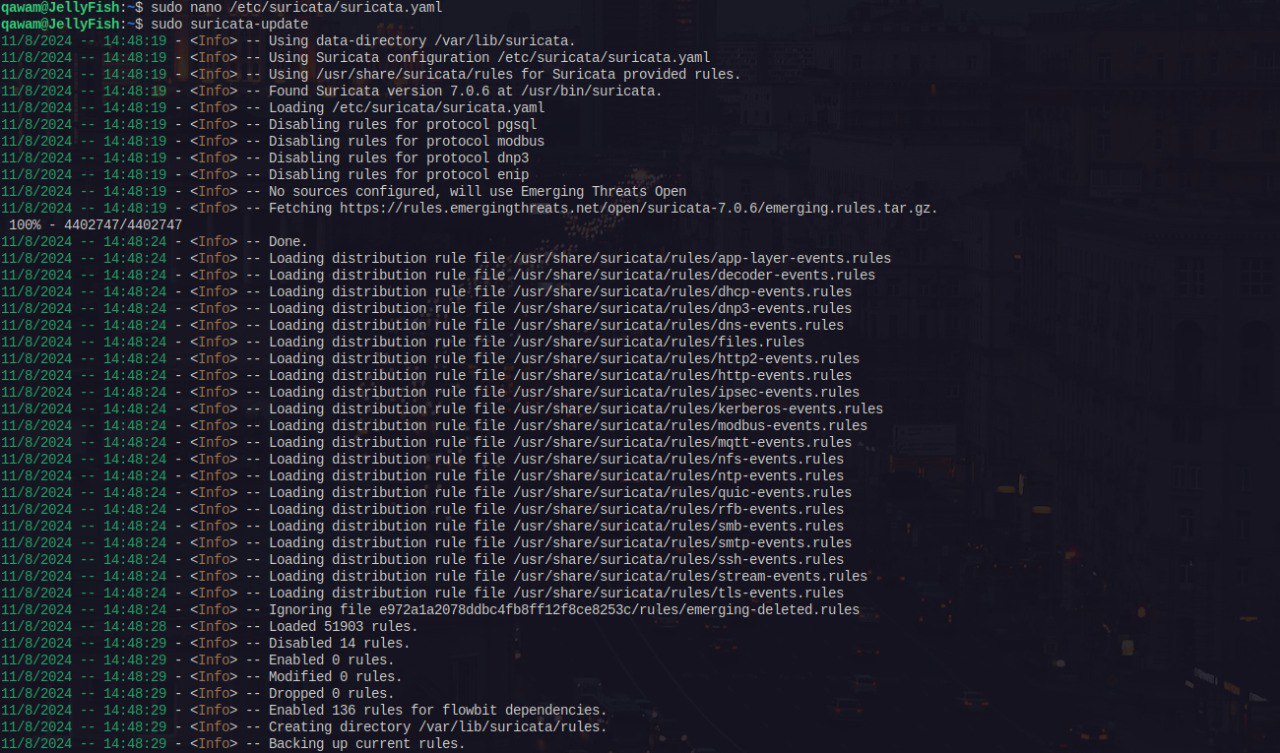 qawam@JellyFish:~$ sudo nano /etc/suricata/suricata.yaml
qawam@JellyFish:~$ sudo suricata-update
11/8/2024 -- 14:48:19 - <Info> -- Using data-directory /var/lib/suricata.
11/8/2024 -- 14:48:19 - <Info> -- Using Suricata configuration /etc/suricata/suricata.yaml
11/8/2024 -- 14:48:19 - <Info> -- Using /usr/share/suricata/rules for Suricata provided rules.
11/8/2024 -- 14:48:19 - <Info> -- Found Suricata version 7.0.6 at /usr/bin/suricata.
11/8/2024 -- 14:48:19 - <Info> -- Loading /etc/suricata/suricata.yaml
11/8/2024 -- 14:48:19 - <Info> -- Disabling rules for protocol pgsql
11/8/2024 -- 14:48:19 - <Info> -- Disabling rules for protocol modbus
11/8/2024 -- 14:48:19 - <Info> -- Disabling rules for protocol dnp3
11/8/2024 -- 14:48:19 - <Info> -- Disabling rules for protocol enip
11/8/2024 -- 14:48:19 - <Info> -- No sources configured, will use Emerging Threats Open
11/8/2024 -- 14:48:19 - <Info> -- Fetching https://rules.emergingthreats.net/open/suricata-7.0.6/emerging.rules.tar.gz.
100% - 4402747/4402747
11/8/2024 -- 14:48:24 - <Info> -- Done.
11/8/2024 -- 14:48:24 - <Info> -- Loading distribution rule file /usr/share/suricata/rules/app-layer-events.rules
11/8/2024 -- 14:48:24 - <Info> -- Loading distribution rule file /usr/share/suricata/rules/decoder-events.rules
11/8/2024 -- 14:48:24 - <Info> -- Loading distribution rule file /usr/share/suricata/rules/dhcp-events.rules
11/8/2024 -- 14:48:24 - <Info> -- Loading distribution rule file /usr/share/suricata/rules/dnp3-events.rules
11/8/2024 -- 14:48:24 - <Info> -- Loading distribution rule file /usr/share/suricata/rules/dns-events.rules
11/8/2024 -- 14:48:24 - <Info> -- Loading distribution rule file /usr/share/suricata/rules/files.rules
11/8/2024 -- 14:48:24 - <Info> -- Loading distribution rule file /usr/share/suricata/rules/http2-events.rules
11/8/2024 -- 14:48:24 - <Info> -- Loading distribution rule file /usr/share/suricata/rules/http-events.rules
11/8/2024 -- 14:48:24 - <Info> -- Loading distribution rule file /usr/share/suricata/rules/ipsec-events.rules
11/8/2024 -- 14:48:24 - <Info> -- Loading distribution rule file /usr/share/suricata/rules/kerberos-events.rules
11/8/2024 -- 14:48:24 - <Info> -- Loading distribution rule file /usr/share/suricata/rules/modbus-events.rules
11/8/2024 -- 14:48:24 - <Info> -- Loading distribution rule file /usr/share/suricata/rules/mqtt-events.rules
11/8/2024 -- 14:48:24 - <Info> -- Loading distribution rule file /usr/share/suricata/rules/nfs-events.rules
11/8/2024 -- 14:48:24 - <Info> -- Loading distribution rule file /usr/share/suricata/rules/ntp-events.rules
11/8/2024 -- 14:48:24 - <Info> -- Loading distribution rule file /usr/share/suricata/rules/quic-events.rules
11/8/2024 -- 14:48:24 - <Info> -- Loading distribution rule file /usr/share/suricata/rules/rfb-events.rules
11/8/2024 -- 14:48:24 - <Info> -- Loading distribution rule file /usr/share/suricata/rules/smb-events.rules
11/8/2024 -- 14:48:24 - <Info> -- Loading distribution rule file /usr/share/suricata/rules/smtp-events.rules
11/8/2024 -- 14:48:24 - <Info> -- Loading distribution rule file /usr/share/suricata/rules/ssh-events.rules
11/8/2024 -- 14:48:24 - <Info> -- Loading distribution rule file /usr/share/suricata/rules/stream-events.rules
11/8/2024 -- 14:48:24 - <Info> -- Loading distribution rule file /usr/share/suricata/rules/tls-events.rules
11/8/2024 -- 14:48:24 - <Info> -- Ignoring file e972a1a2078ddbc4fb8ff12f8ce8253c/rules/emerging-deleted.rules
11/8/2024 -- 14:48:28 - <Info> -- Loaded 51903 rules.
11/8/2024 -- 14:48:29 - <Info> -- Disabled 14 rules.
11/8/2024 -- 14:48:29 - <Info> -- Enabled 0 rules.
11/8/2024 -- 14:48:29 - <Info> -- Modified 0 rules.
11/8/2024 -- 14:48:29 - <Info> -- Dropped 0 rules.
11/8/2024 -- 14:48:29 - <Info> -- Enabled 136 rules for flowbit dependencies.
11/8/2024 -- 14:48:29 - <Info> -- Creating directory /var/lib/suricata/rules.
11/8/2024 -- 14:48:29 - <Info> -- Backing up current rules.